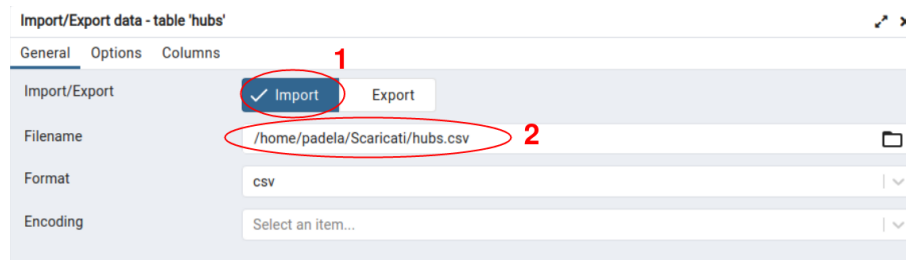 Import/Export data - table 'hubs'
General Options Columns
1
Import/Export Import Export
Filename /home/padela/Scaricati/hubs.csv 2
Format csv
Encoding Select an item...